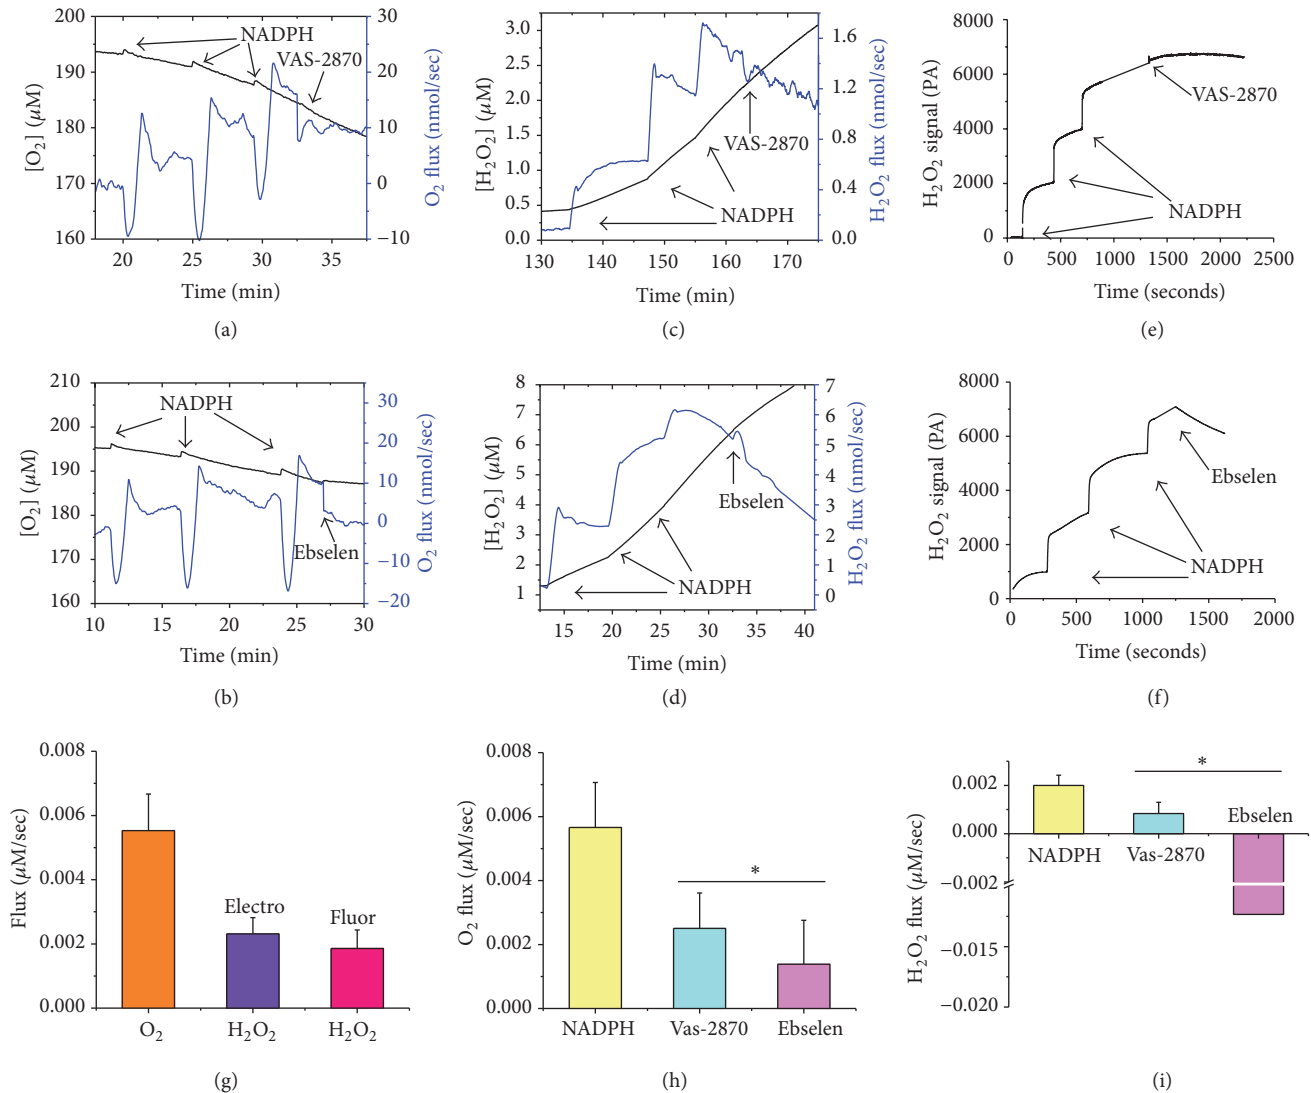 200
190
180
170
160
[O₂] (μM)
NADPH
VAS-2870
30
20
10
0
−10
O₂ flux (nmol/sec)
20 25 30 35
Time (min)
(a)
3.0
2.5
2.0
1.5
1.0
0.5
0.0
[H₂O₂] (μM)
VAS-2870
NADPH
1.6
1.2
0.8
0.4
0.0
H₂O₂ flux (nmol/sec)
130 140 150 160 170
Time (min)
(c)
8000
6000
4000
2000
0
H₂O₂ signal (PA)
VAS-2870
NADPH
0 500 1000 1500 2000 2500
Time (seconds)
(e)
210
200
190
180
170
160
[O₂] (μM)
NADPH
Ebselen
30
20
10
0
−10
−20
O₂ flux (nmol/sec)
10 15 20 25 30
Time (min)
(b)
8
7
6
5
4
3
2
1
[H₂O₂] (μM)
Ebselen
NADPH
7
6
5
4
3
2
1
0
H₂O₂ flux (nmol/sec)
15 20 25 30 35 40
Time (min)
(d)
8000
6000
4000
2000
0
H₂O₂ signal (PA)
Ebselen
NADPH
0 500 1000 1500 2000
Time (seconds)
(f)
0.008
0.006
0.004
0.002
0.000
Flux (μM/sec)
Electro
Fluor
O₂ H₂O₂ H₂O₂
(g)
0.008
0.006
0.004
0.002
0.000
O₂ flux (μM/sec)
*
NADPH Vas-2870 Ebselen
(h)
0.002
0.000
−0.002
−0.015
−0.020
H₂O₂ flux (μM/sec)
*
Ebselen
NADPH Vas-2870
(i)